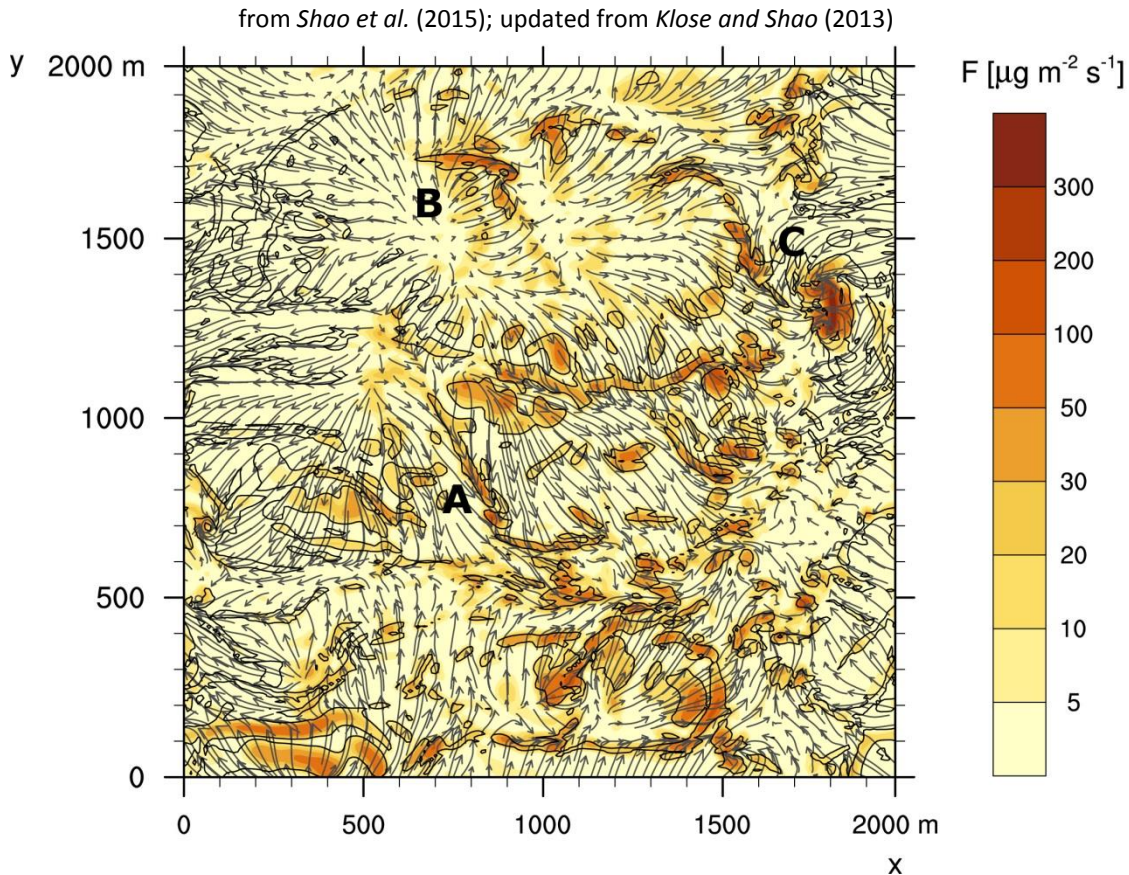 from Shao et al. (2015); updated from Klose and Shao (2013)
y 2000 m
F [μg m⁻² s⁻¹]
300
B
1500
C
200
100
1000
50
30
A
20
500
10
5
0
0 500 1000 1500 2000 m
x